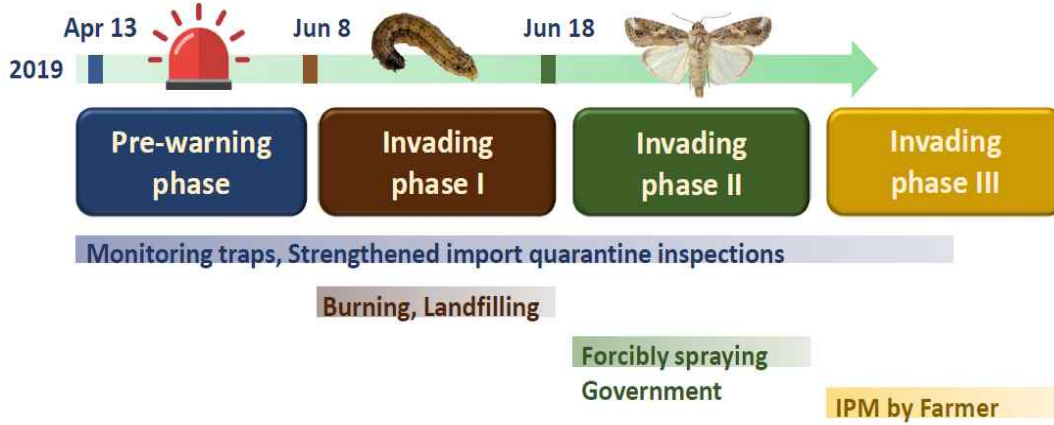 Apr 13
Jun 8
Jun 18
2019
Pre-warning
phase
Invading
phase I
Invading
phase II
Invading
phase III
Monitoring traps, Strengthened import quarantine inspections
Burning, Landfilling
Forcibly spraying
Government
IPM by Farmer